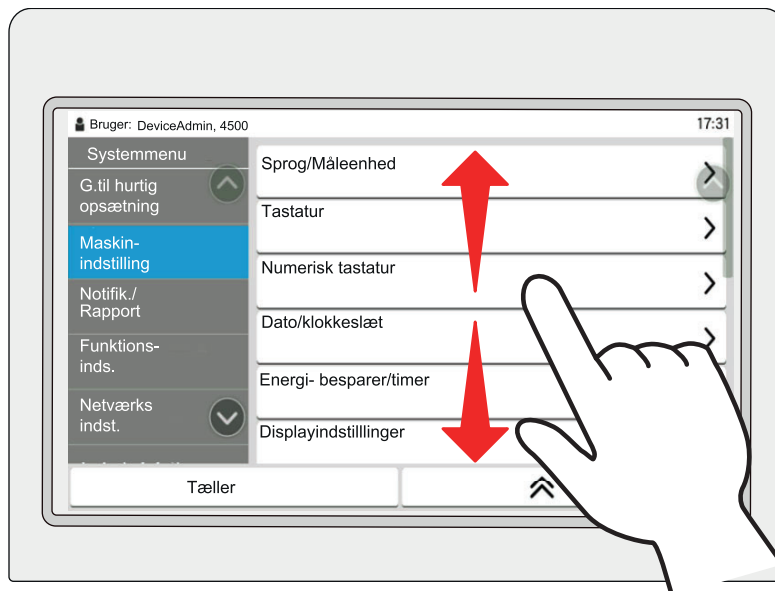 Bruger: DeviceAdmin, 4500
17:31
Systemmenu
G.til hurtig
opsætning
Maskin-
indstilling
Notifik./
Rapport
Funktions-
inds.
Netværks
indst.
Sprog/Måleenhed
Tastatur
Numerisk tastatur
Dato/klokkeslæt
Energi- besparer/timer
Displayindstilllinger
Tæller